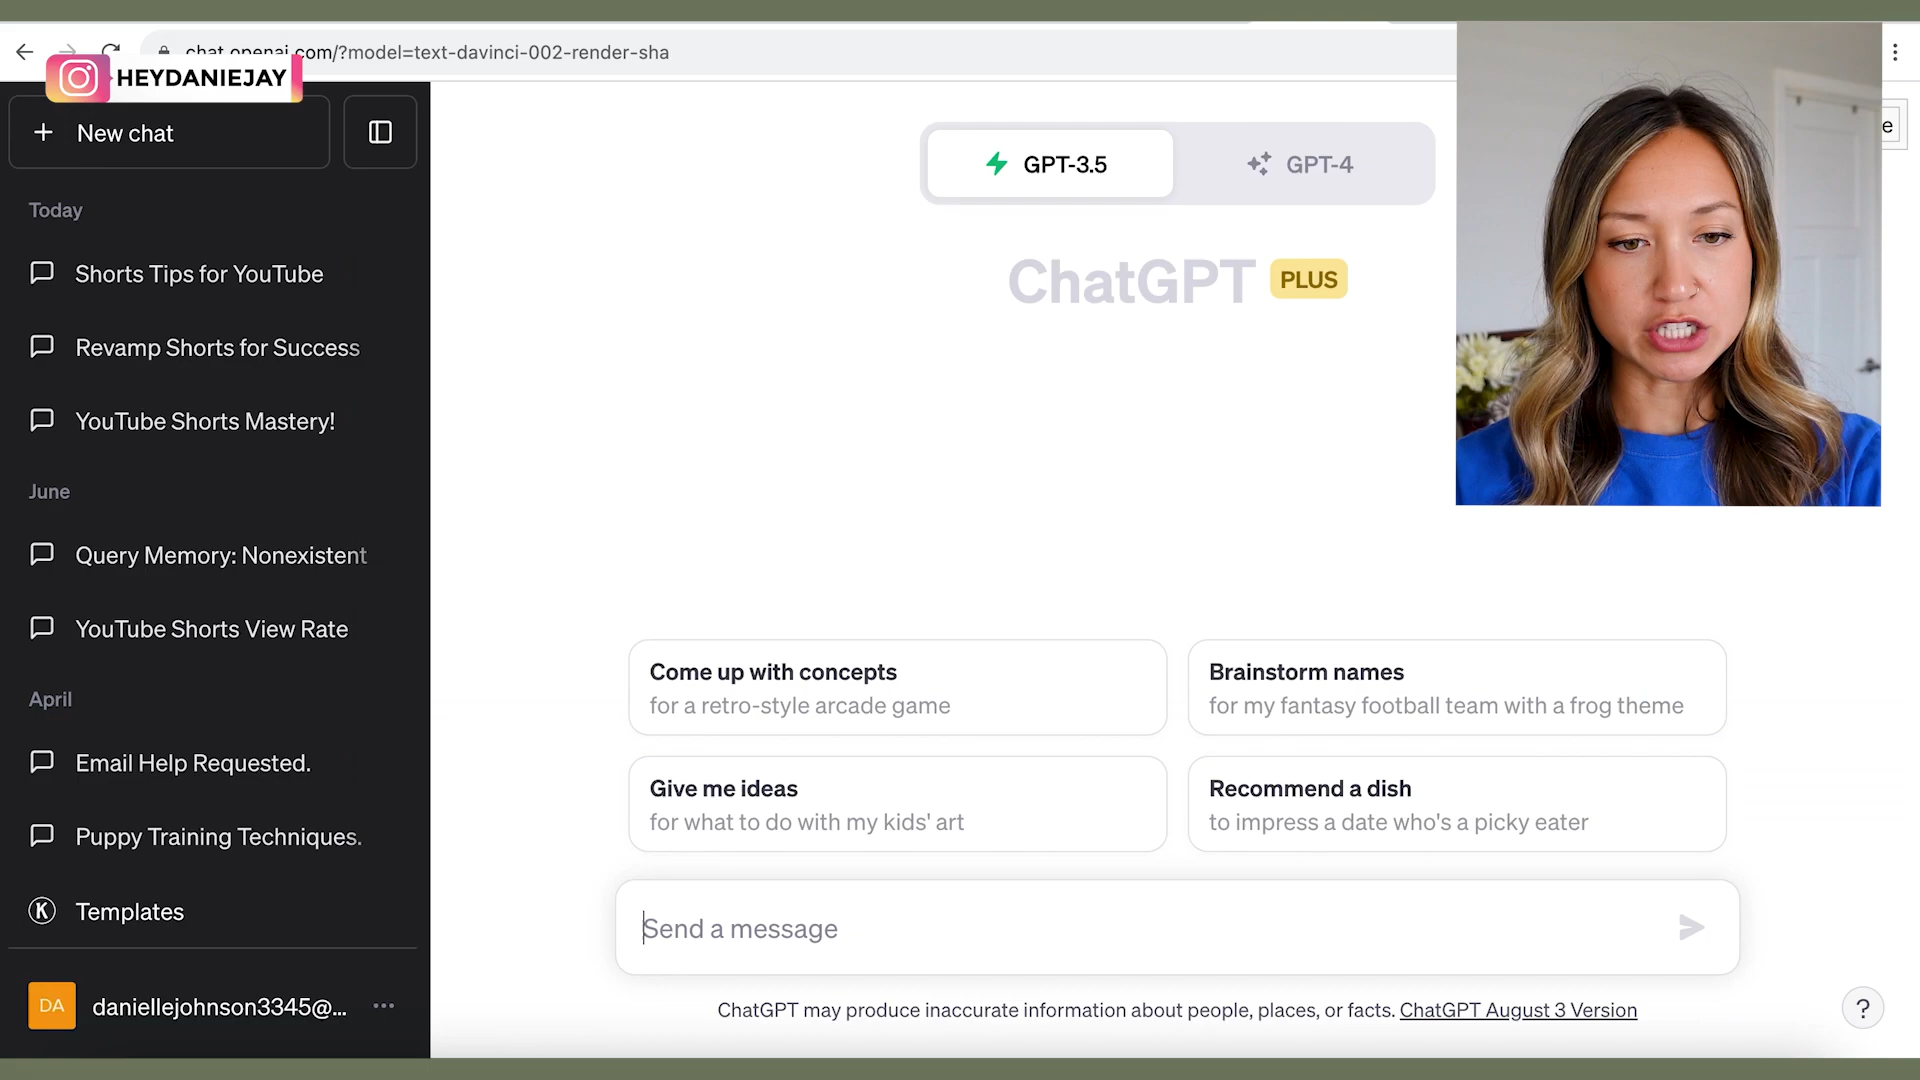 chat.openai.com/?model=text-davinci-002-render-sha
HEYDANIEJAY
New chat
GPT-3.5
GPT-4
e
Today
Shorts Tips for YouTube
ChatGPT PLUS
Revamp Shorts for Success
YouTube Shorts Mastery!
June
Query Memory: Nonexistent
YouTube Shorts View Rate
April
Email Help Requested.
Puppy Training Techniques.
Templates
DA daniellejohnson3345@...
Come up with concepts
for a retro-style arcade game
Brainstorm names
for my fantasy football team with a frog theme
Give me ideas
for what to do with my kids' art
Recommend a dish
to impress a date who's a picky eater
Send a message
ChatGPT may produce inaccurate information about people, places, or facts. ChatGPT August 3 Version
?